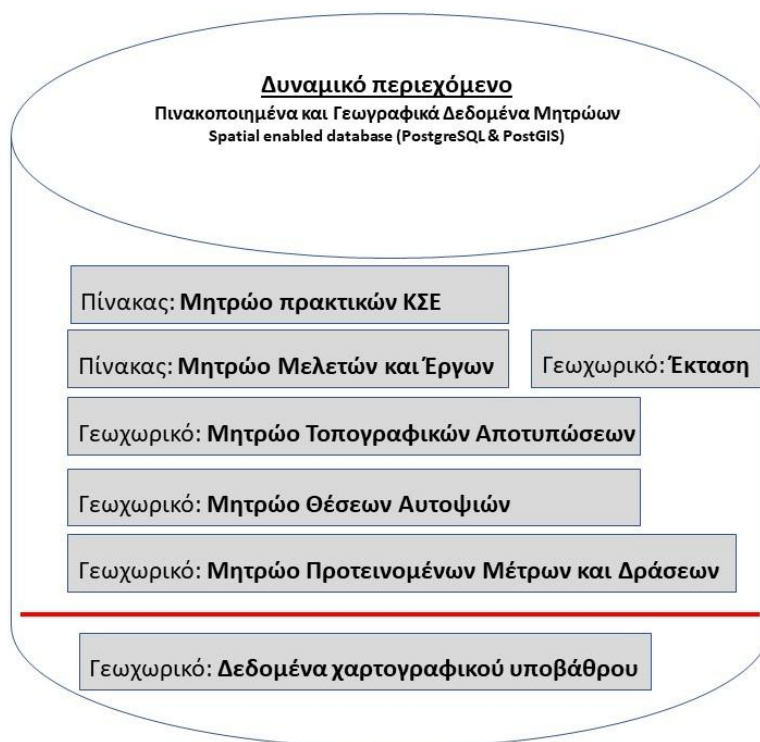 Δυναμικό περιεχόμενο
Πινακοποιημένα και Γεωγραφικά Δεδομένα Μητρώων
Spatial enabled database (PostgreSQL & PostGIS)
Πίνακας: Μητρώο πρακτικών ΚΣΕ
Πίνακας: Μητρώο Μελετών και Έργων
Γεωχωρικό: Έκταση
Γεωχωρικό: Μητρώο Τοπογραφικών Αποτυπώσεων
Γεωχωρικό: Μητρώο Θέσεων Αυτοψιών
Γεωχωρικό: Μητρώο Προτεινομένων Μέτρων και Δράσεων
Γεωχωρικό: Δεδομένα χαρτογραφικού υποβάθρου